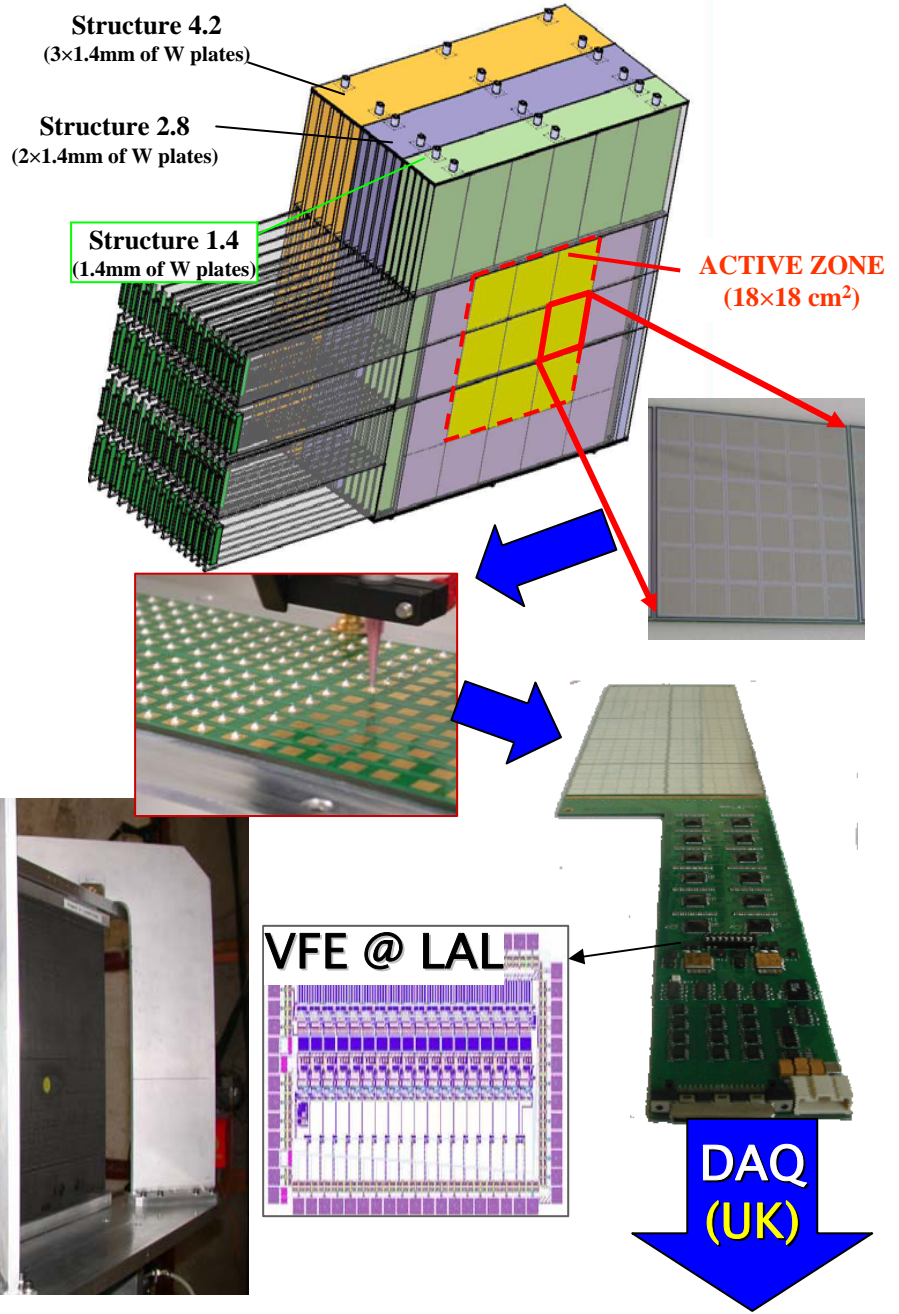 Structure 4.2
(3×1.4mm of W plates)
Structure 2.8
(2×1.4mm of W plates)
Structure 1.4
(1.4mm of W plates)
ACTIVE ZONE
(18×18 cm²)
VFE @ LAL
DAQ
(UK)